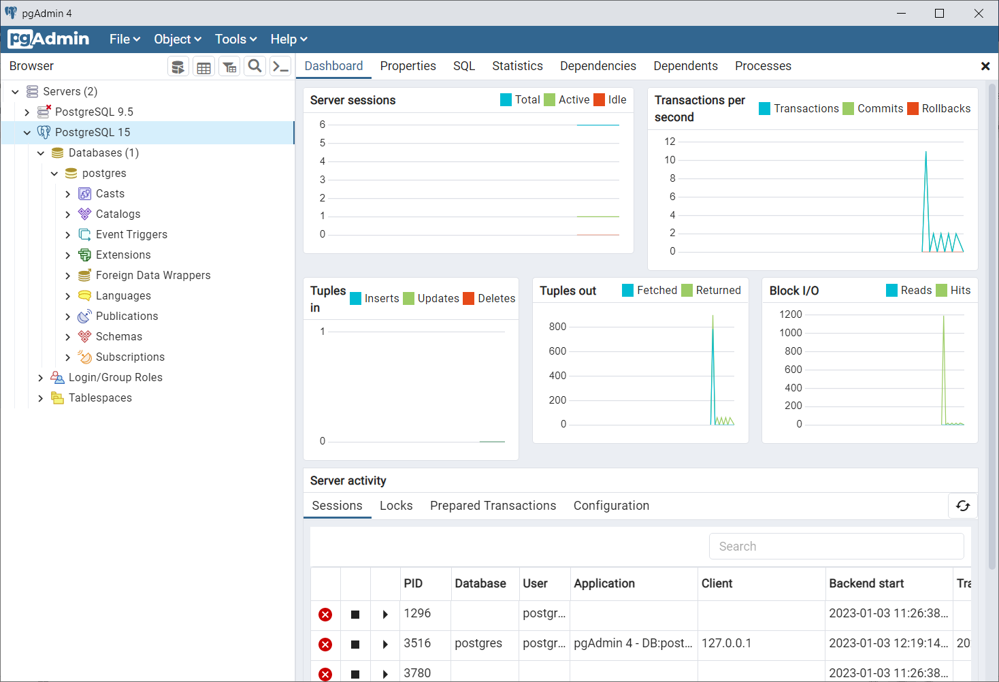 pgAdmin 4
pgAdmin File Object Tools Help
Browser
Dashboard Properties SQL Statistics Dependencies Dependents Processes
Servers (2)
PostgreSQL 9.5
PostgreSQL 15
Databases (1)
postgres
Casts
Catalogs
Event Triggers
Extensions
Foreign Data Wrappers
Languages
Publications
Schemas
Subscriptions
Login/Group Roles
Tablespaces
Server sessions
Total Active Idle
6
5
4
3
2
1
0
Transactions per
second
Transactions Commits Rollbacks
12
10
8
6
4
2
0
Tuples
in
Inserts Updates Deletes
1
0
Tuples out
Fetched Returned
800
600
400
200
0
Block I/O
Reads Hits
1200
1000
800
600
400
200
0
Server activity
Sessions Locks Prepared Transactions Configuration
Search
PID Database User Application Client Backend start Tra
1296 postgr... 2023-01-03 11:26:38...
3516 postgres postgr... pgAdmin 4 - DB:post... 127.0.0.1 2023-01-03 12:19:14... 20
3780 2023-01-03 11:26:38...